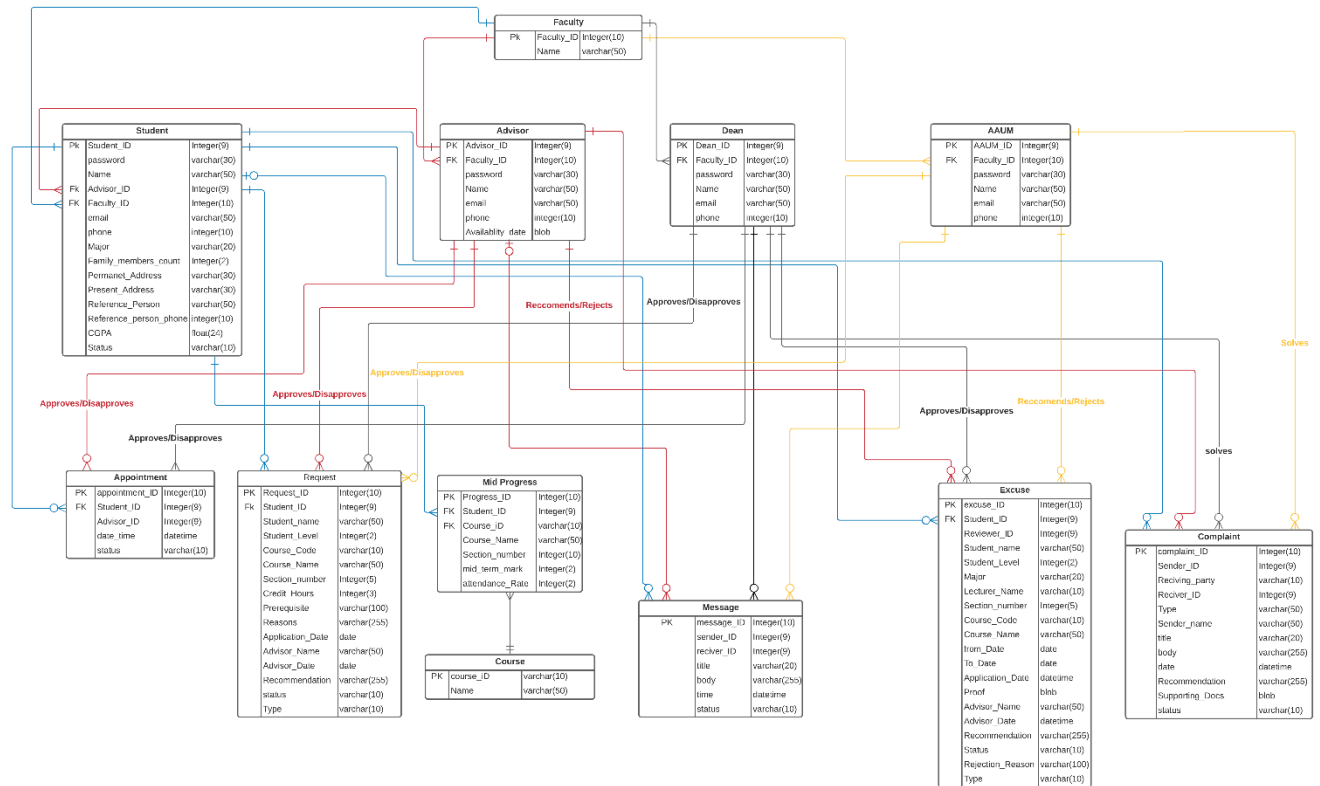 Faculty
Pk Faculty_ID Integer(10)
Name varchar(50)
Student
Pk Student_ID Integer(9)
password varchar(30)
Name varchar(50)
Fk Advisor_ID Integer(9)
FK Faculty_ID Integer(10)
email varchar(50)
phone integer(10)
Major varchar(20)
Family_members_count Integer(2)
Permanet_Address varchar(30)
Present_Address varchar(30)
Reference_Person varchar(50)
Reference_person_phone integer(10)
CGPA float(24)
Status varchar(10)
Advisor
PK Advisor_ID Integer(9)
FK Faculty_ID Integer(10)
password varchar(30)
Name varchar(50)
email varchar(50)
phone integer(10)
Availablity_date blob
Dean
PK Dean_ID Integer(9)
FK Faculty_ID Integer(10)
password varchar(30)
Name varchar(50)
email varchar(50)
phone integer(10)
AAUM
PK AAUM_ID Integer(9)
FK Faculty_ID Integer(10)
password varchar(30)
Name varchar(50)
email varchar(50)
phone integer(10)
Approves/Disapproves
Reccomends/Rejects
Solves
Approves/Disapproves
Approves/Disapproves
Approves/Disapproves
Reccomends/Rejects
Approves/Disapproves
Approves/Disapproves
solves
Appointment
PK appointment_ID Integer(10)
FK Student_ID Integer(9)
Advisor_ID Integer(9)
date_time datetime
status varchar(10)
Request
PK Request_ID Integer(10)
Fk Student_ID Integer(9)
Student_name varchar(50)
Student_Level Integer(2)
Course_Code varchar(10)
Course_Name varchar(50)
Section_number Integer(5)
Credit_Hours Integer(3)
Prerequisite varchar(100)
Reasons varchar(255)
Application_Date date
Advisor_Name varchar(50)
Advisor_Date date
Recommendation varchar(255)
status varchar(10)
Type varchar(10)
Mid Progress
PK Progress_ID Integer(10)
FK Student_ID Integer(9)
FK Course_iD varchar(10)
Course_Name varchar(50)
Section_number Integer(10)
mid_term_mark Integer(2)
attendance_Rate Integer(2)
Course
PK course_iD varchar(10)
Name varchar(50)
Message
PK message_ID Integer(10)
sender_ID Integer(9)
reciver_ID Integer(9)
title varchar(20)
body varchar(255)
time datetime
status varchar(10)
Excuse
PK excuse_ID Integer(10)
FK Student_ID Integer(9)
Reviewer_ID Integer(9)
Student_name varchar(50)
Student_Level Integer(2)
Major varchar(20)
Lecturer_Name varchar(10)
Section_number Integer(5)
Course_Code varchar(10)
Course_Name varchar(50)
from_Date date
To_Date date
Application_Date datetime
Proof blob
Advisor_Name varchar(50)
Advisor_Date datetime
Recommendation varchar(255)
Status varchar(10)
Rejection_Reason varchar(100)
Type varchar(10)
Complaint
PK complaint_ID Integer(10)
Sender_ID Integer(9)
Reciving_party varchar(10)
Reciver_ID Integer(9)
Type varchar(50)
Sender_name varchar(50)
title varchar(20)
body varchar(255)
date datetime
Recommendation varchar(255)
Supporting_Docs blob
status varchar(10)